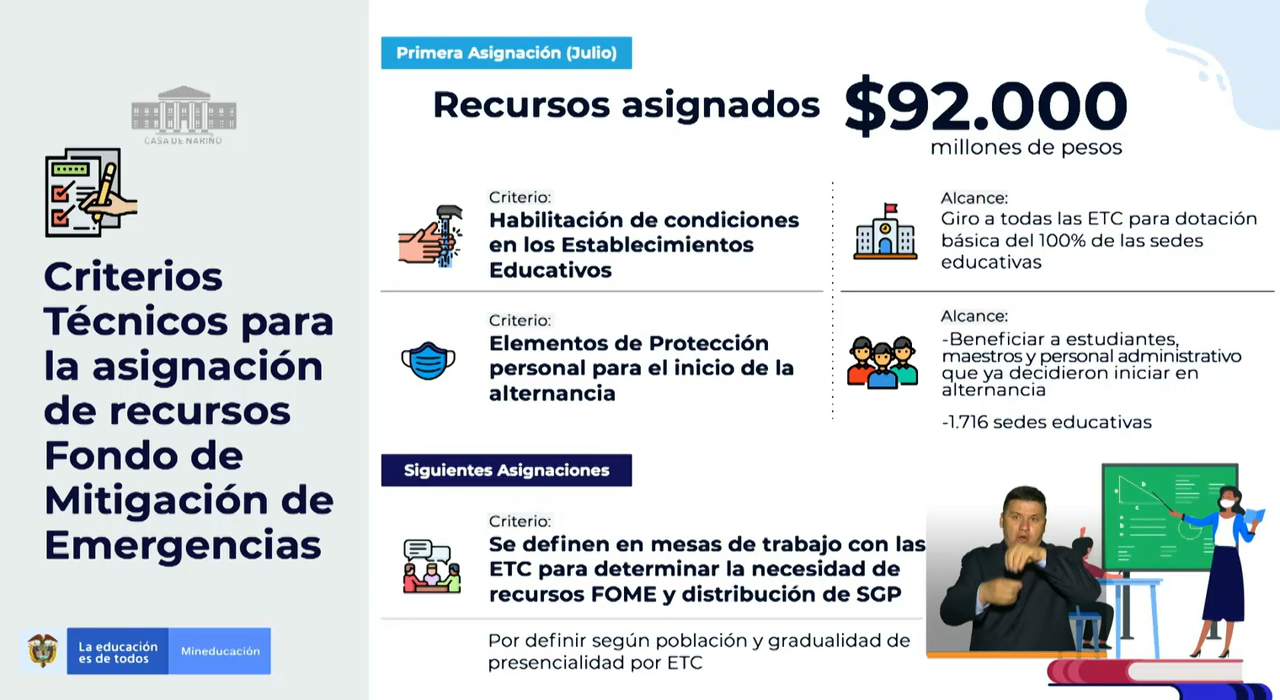 CASA DE NARIÑO
Criterios
Técnicos para
la asignación
de recursos
Fondo de
Mitigación de
Emergencias
La educación
es de todos
Mineducación
Primera Asignación (Julio)
Recursos asignados $92.000
millones de pesos
Criterio:
Habilitación de condiciones
en los Establecimientos
Educativos
Alcance:
Giro a todas las ETC para dotación
básica del 100% de las sedes
educativas
Criterio:
Elementos de Protección
personal para el inicio de la
alternancia
Alcance:
-Beneficiar a estudiantes,
maestros y personal administrativo
que ya decidieron iniciar en
alternancia
-1.716 sedes educativas
Siguientes Asignaciones
Criterio:
Se definen en mesas de trabajo con las
ETC para determinar la necesidad de
recursos FOME y distribución de SGP
Por definir según población y gradualidad de
presencialidad por ETC
a
b
c